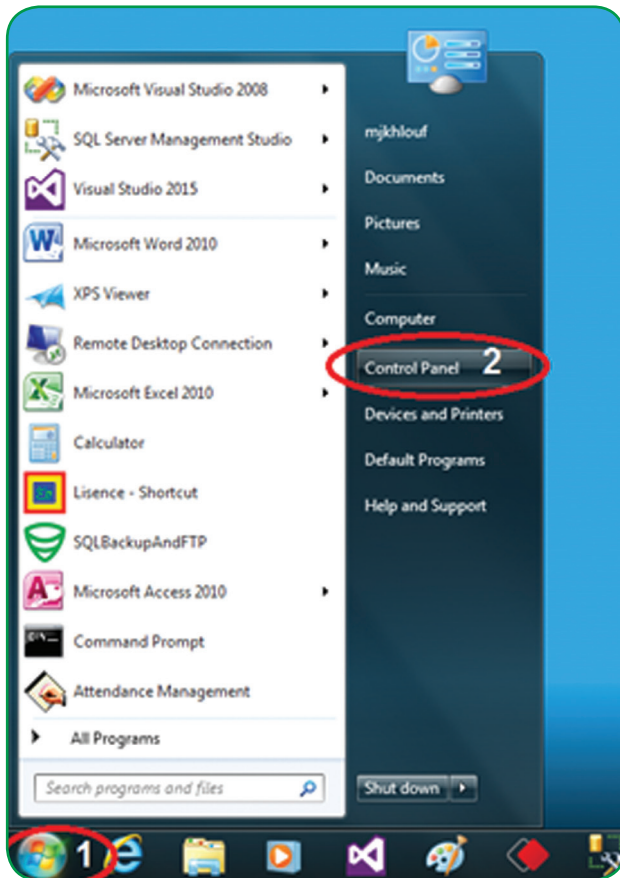 Microsoft Visual Studio 2008
SQL Server Management Studio
Visual Studio 2015
Microsoft Word 2010
XPS Viewer
Remote Desktop Connection
Microsoft Excel 2010
Calculator
Lisence - Shortcut
SQLBackupAndFTP
Microsoft Access 2010
Command Prompt
Attendance Management
All Programs
Search programs and files
mjkhlouf
Documents
Pictures
Music
Computer
Control Panel 2
Devices and Printers
Default Programs
Help and Support
Shut down
1